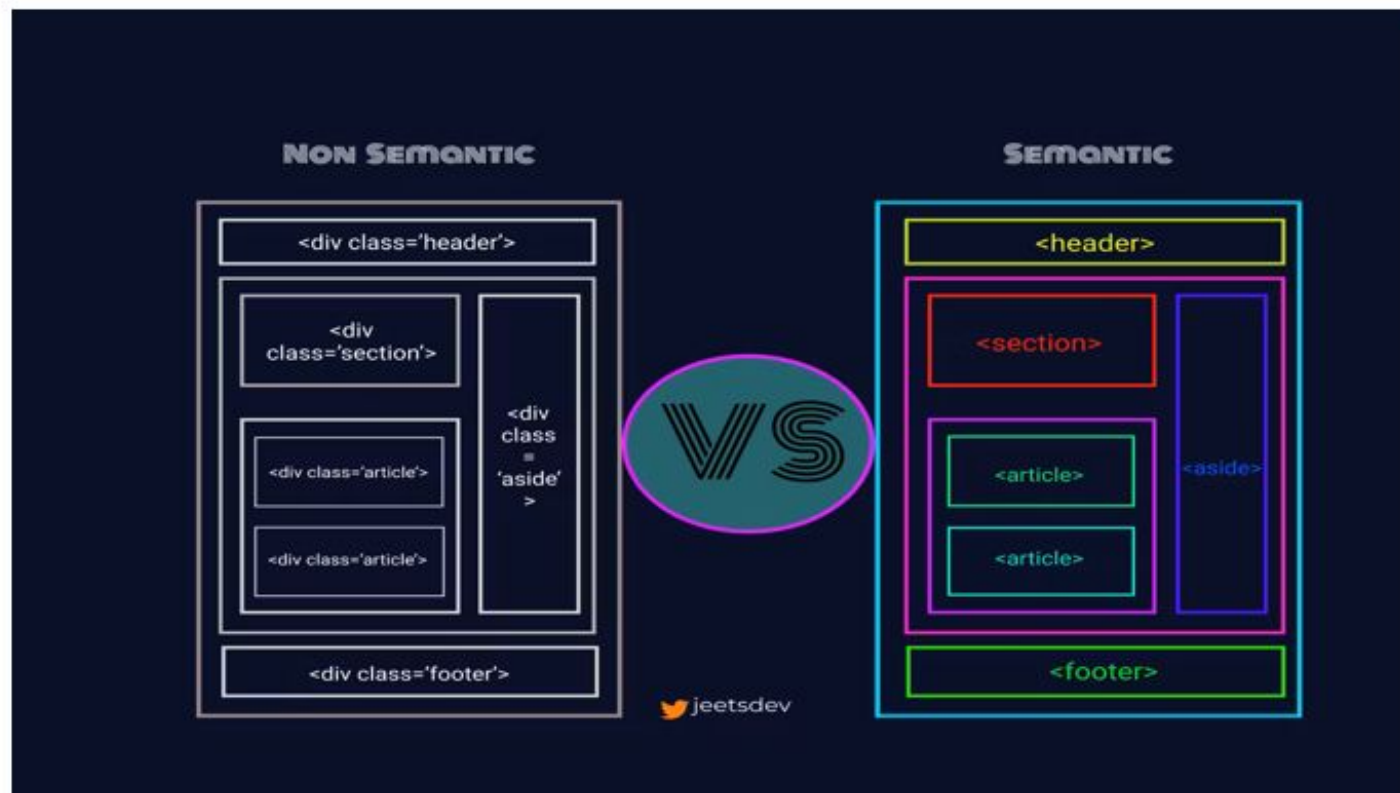 NON SEMANTIC
<div class='header'>
<div
class='section'>
<div
class
=
'aside'
>
<div class='article'>
<div class='article'>
<div class='footer'>
VS
SEMANTIC
<header>
<section>
<article>
<article>
<aside>
<footer>
jeetsdev